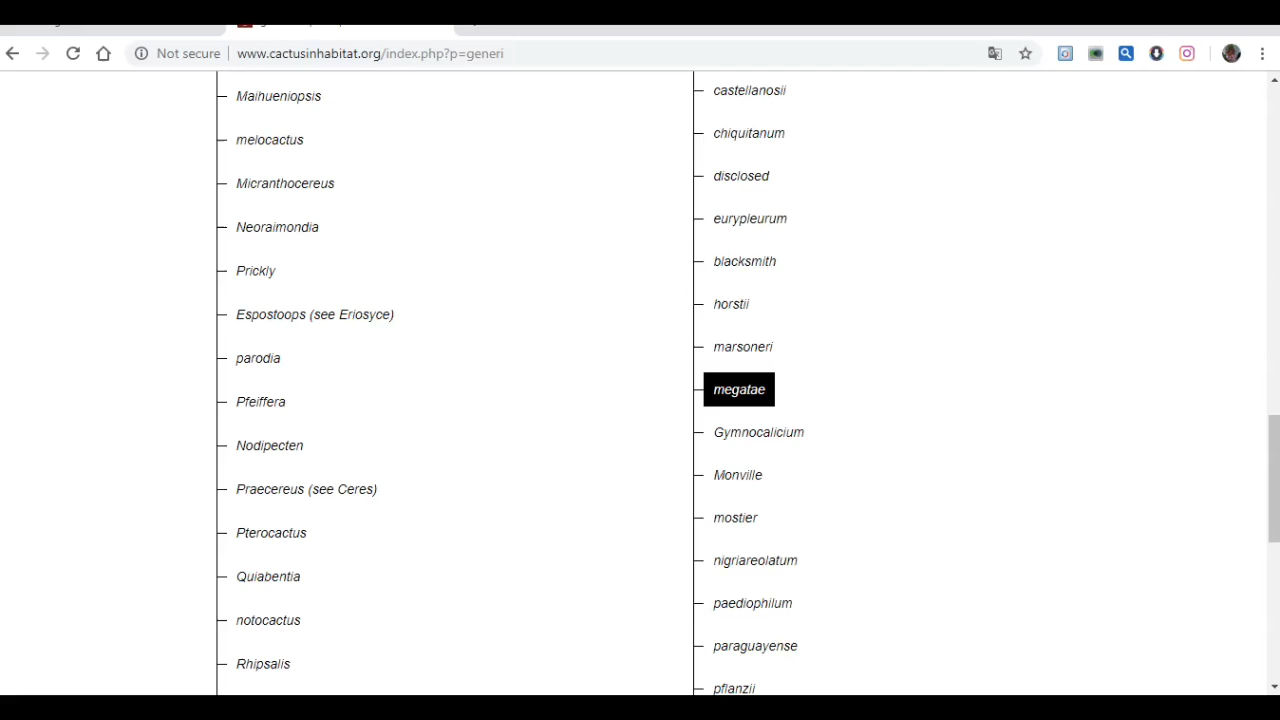 Not secure
www.cactusinhabitat.org/index.php?p=generi
Maihueniopsis
melocactus
Micranthocereus
Neoraimondia
Prickly
Espostoops (see Eriosyce)
parodia
Pfeiffera
Nodipecten
Praecereus (see Ceres)
Pterocactus
Quiabentia
notocactus
Rhipsalis
castellanosii
chiquitanum
disclosed
eurypleurum
blacksmith
horstii
marsoneri
megatae
Gymnocalicium
Monville
mostier
nigriareolatum
paediophilum
paraguayense
pflanzii